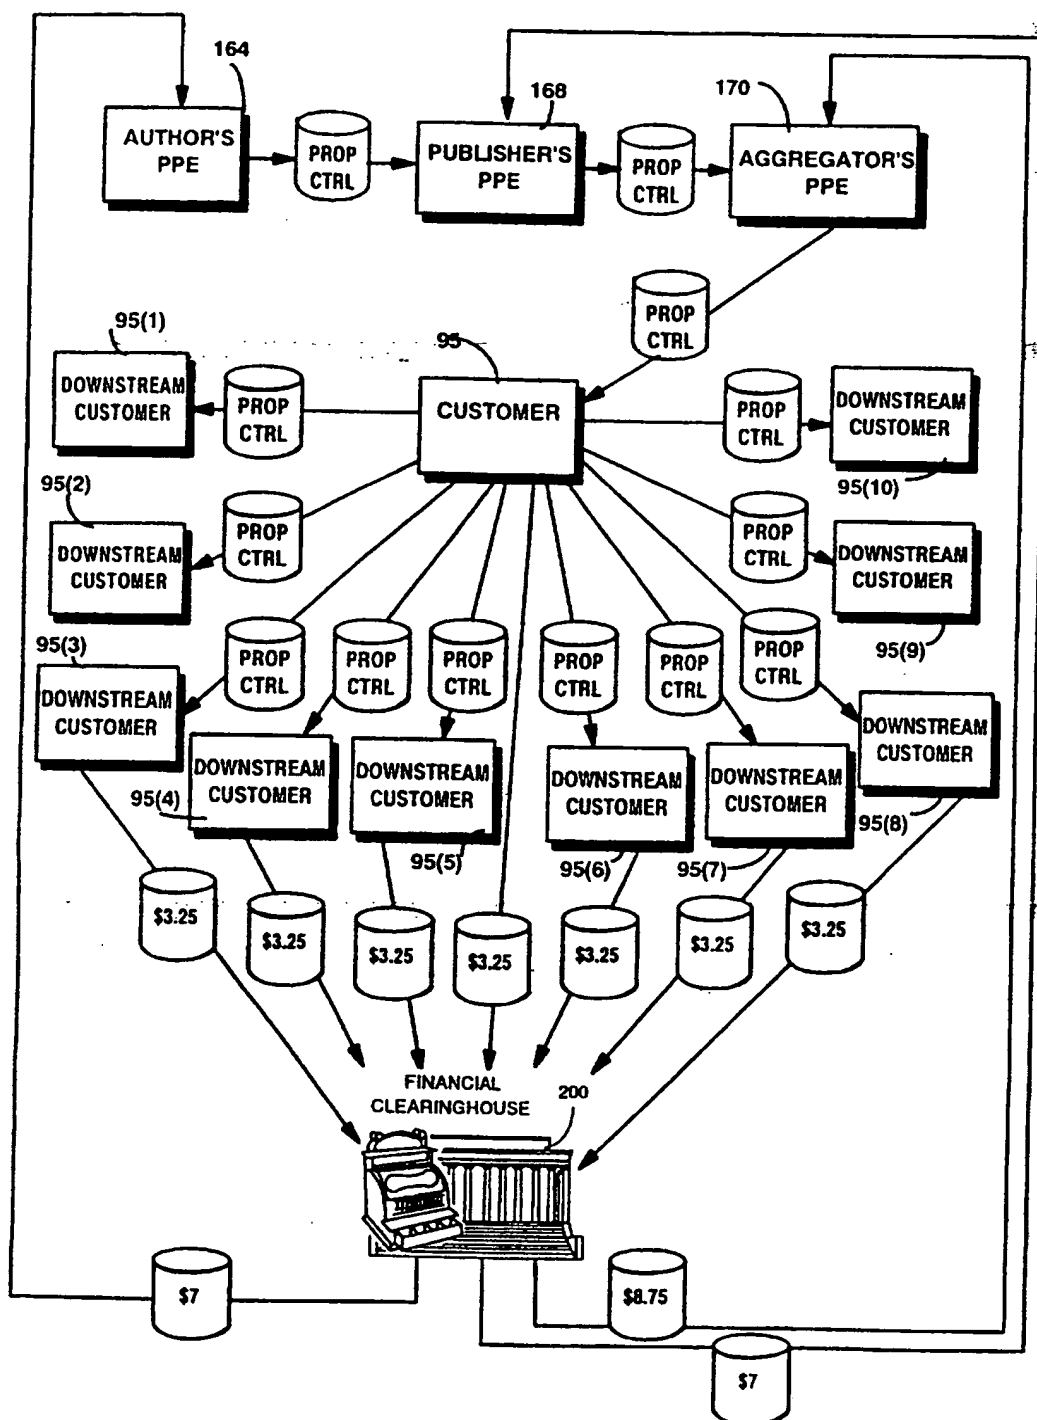 164
168
170
AUTHOR'S
PPE
PROP
CTRL
PUBLISHER'S
PPE
PROP
CTRL
AGGREGATOR'S
PPE
PROP
CTRL
95(1)
95
DOWNSTREAM
CUSTOMER
PROP
CTRL
CUSTOMER
PROP
CTRL
DOWNSTREAM
CUSTOMER
95(10)
95(2)
DOWNSTREAM
CUSTOMER
PROP
CTRL
PROP
CTRL
DOWNSTREAM
CUSTOMER
95(9)
95(3)
DOWNSTREAM
CUSTOMER
PROP
CTRL
PROP
CTRL
PROP
CTRL
PROP
CTRL
PROP
CTRL
PROP
CTRL
DOWNSTREAM
CUSTOMER
95(8)
DOWNSTREAM
CUSTOMER
95(4)
DOWNSTREAM
CUSTOMER
95(5)
DOWNSTREAM
CUSTOMER
95(6)
DOWNSTREAM
CUSTOMER
95(7)
$3.25
$3.25
$3.25
$3.25
$3.25
$3.25
$3.25
FINANCIAL
CLEARINGHOUSE
200
$7
$8.75
$7